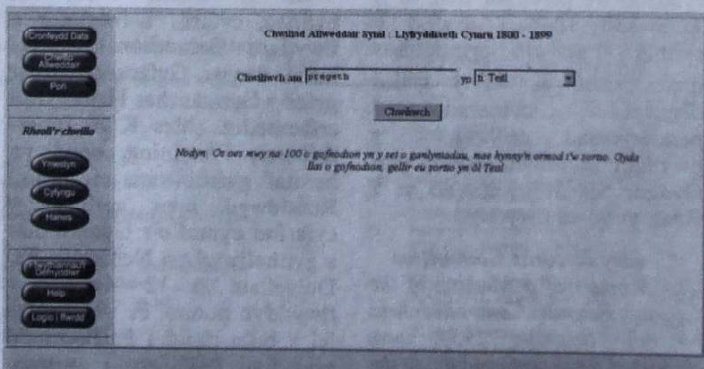 Cronfeydd Data
Chwilio
Allweddair
Pori
Rheoli'r chwilio
Ymestyn
Cyfyngu
Hanes
Defnyddiwr
Help
Logio i ffwrdd
Chwiliad Allweddair Syml : Llyfryddiaeth Cymru 1800 - 1899
Chwiliwch am pregeth yn ti Teitl
Chwiliwch
Nodyn: Os oes mwy na 100 o gofnodion yn y set o ganlyniadau, mae hynny'n ormod i'w sortio. Gyda
llai o gofnodion, gellir eu sortio yn ôl Teitl